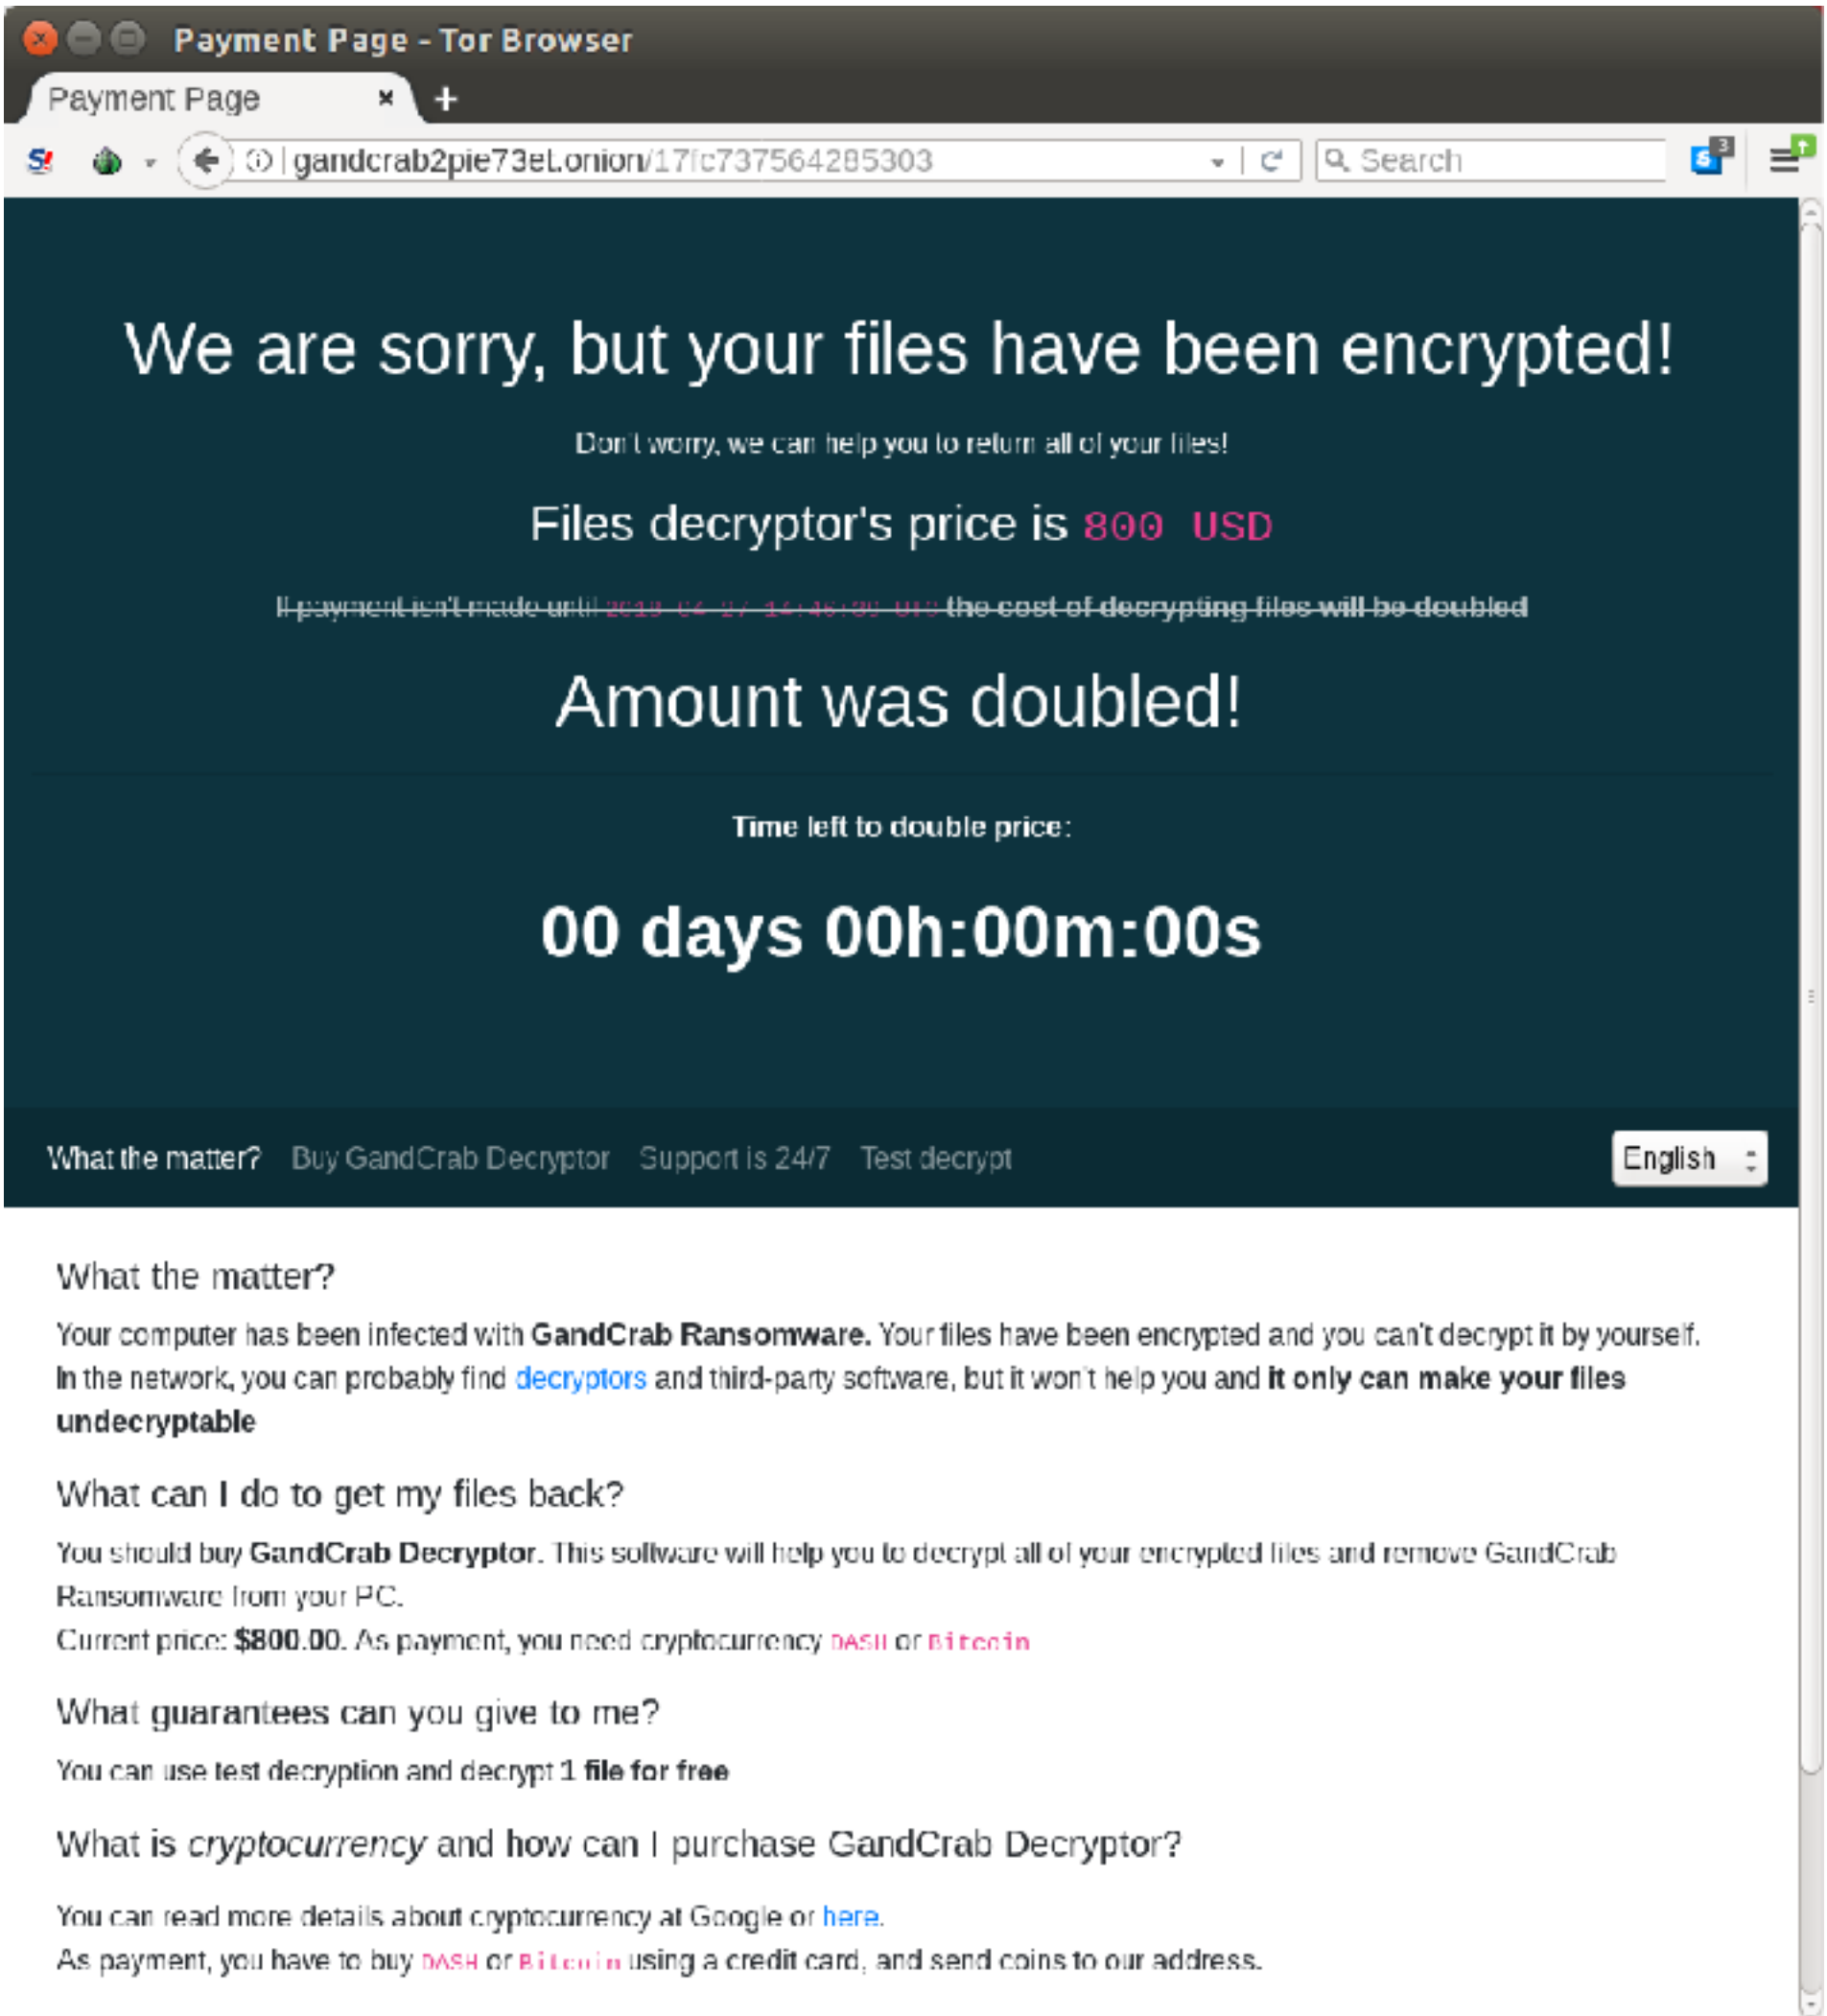 Payment Page - Tor Browser
Payment Page
gandcrab2pie73et.onion/17fc737564285303
Search
3
We are sorry, but your files have been encrypted!
Don't worry, we can help you to return all of your files!
Files decryptor's price is 800 USD
If payment isn't made until UTC the cost of decrypting files will be doubled
Amount was doubled!
Time left to double price:
00 days 00h:00m:00s
What the matter? Buy GandCrab Decryptor Support is 24/7 Test decrypt English
What the matter?
Your computer has been infected with GandCrab Ransomware. Your files have been encrypted and you can't decrypt it by yourself.
In the network, you can probably find decryptors and third-party software, but it won't help you and it only can make your files
undecryptable
What can I do to get my files back?
You should buy GandCrab Decryptor. This software will help you to decrypt all of your encrypted files and remove GandCrab
Ransomware from your PC.
Current price: $800.00. As payment, you need cryptocurrency DASH or Bitcoin
What guarantees can you give to me?
You can use test decryption and decrypt 1 file for free
What is cryptocurrency and how can I purchase GandCrab Decryptor?
You can read more details about cryptocurrency at Google or here.
As payment, you have to buy DASH or Bitcoin using a credit card, and send coins to our address.